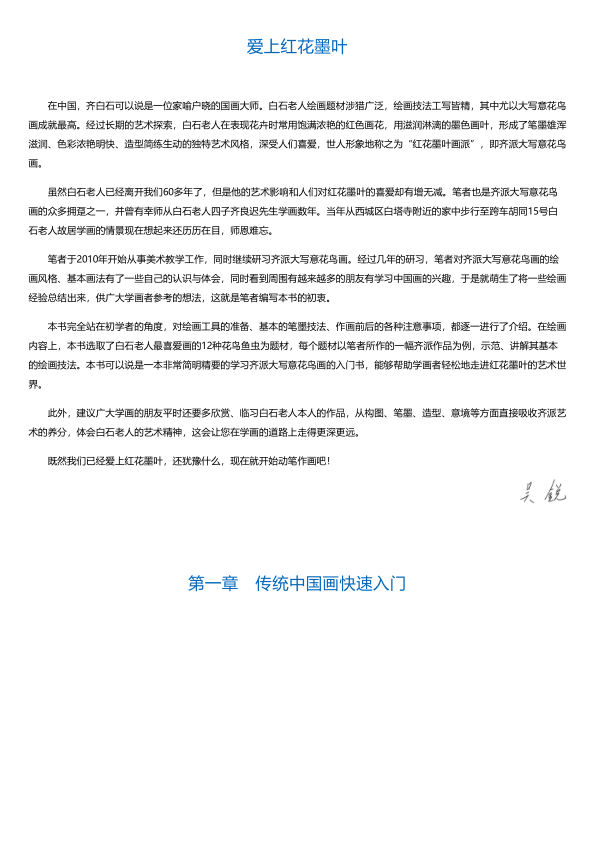 爱上红花墨叶
在中国，齐白石可以说是一位家喻户晓的国画大师。白石老人绘画题材涉猎广泛，绘画技法工写皆精，其中尤以大写意花鸟
画成就最高。经过长期的艺术探索，白石老人在表现花卉时常用饱满浓艳的红色画花，用滋润淋漓的墨色画叶，形成了笔墨雄浑
滋润、色彩浓艳明快、造型简练生动的独特艺术风格，深受人们喜爱，世人形象地称之为“红花墨叶画派”，即齐派大写意花鸟
画。
虽然白石老人已经离开我们60多年了，但是他的艺术影响和人们对红花墨叶的喜爱却有增无减。笔者也是齐派大写意花鸟
画的众多拥趸之一，并曾有幸师从白石老人四子齐良迟先生学画数年。当年从西城区白塔寺附近的家中步行至跨车胡同15号白
石老人故居学画的情景现在想起来还历历在目，师恩难忘。
笔者于2010年开始从事美术教学工作，同时继续研习齐派大写意花鸟画。经过几年的研习，笔者对齐派大写意花鸟画的绘
画风格、基本画法有了一些自己的认识与体会，同时看到周围有越来越多的朋友有学习中国画的兴趣，于是就萌生了将一些绘画
经验总结出来，供广大学画者参考的想法，这就是笔者编写本书的初衷。
本书完全站在初学者的角度，对绘画工具的准备、基本的笔墨技法、作画前后的各种注意事项，都逐一进行了介绍。在绘画
内容上，本书选取了白石老人最喜爱画的12种花鸟鱼虫为题材，每个题材以笔者所作的一幅齐派作品为例，示范、讲解其基本
的绘画技法。本书可以说是一本非常简明精要的学习齐派大写意花鸟画的入门书，能够帮助学画者轻松地走进红花墨叶的艺术世
界。
此外，建议广大学画的朋友平时还要多欣赏、临习白石老人本人的作品，从构图、笔墨、造型、意境等方面直接吸收齐派艺
术的养分，体会白石老人的艺术精神，这会让您在学画的道路上走得更深更远。
既然我们已经爱上红花墨叶，还犹豫什么，现在就开始动笔作画吧！
吴锐
第一章　传统中国画快速入门